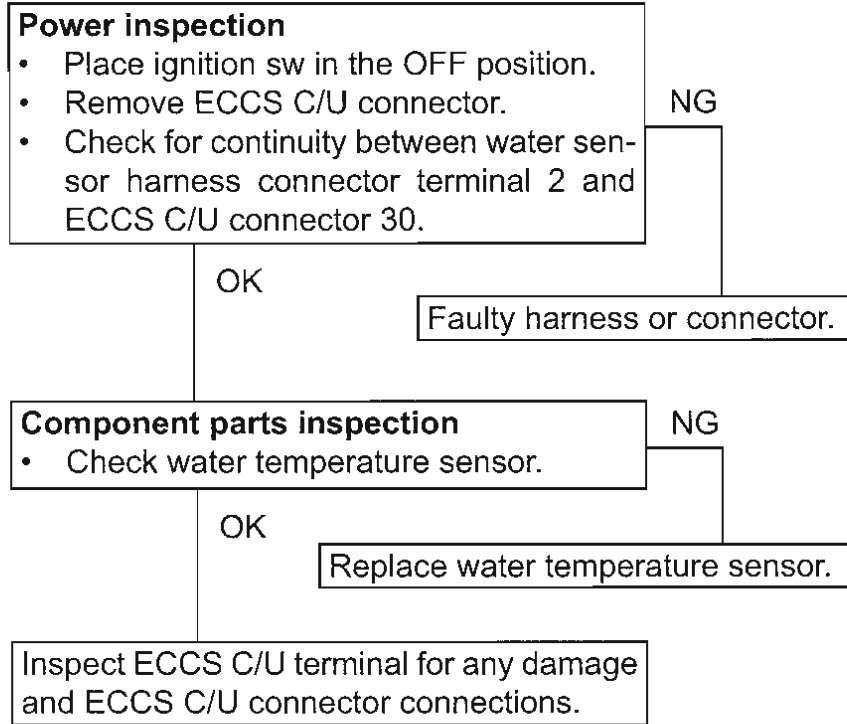 Power inspection
• Place ignition sw in the OFF position.
• Remove ECCS C/U connector.
• Check for continuity between water sen-
sor harness connector terminal 2 and
ECCS C/U connector 30.
NG
OK
Faulty harness or connector.
Component parts inspection
• Check water temperature sensor.
NG
OK
Replace water temperature sensor.
Inspect ECCS C/U terminal for any damage
and ECCS C/U connector connections.